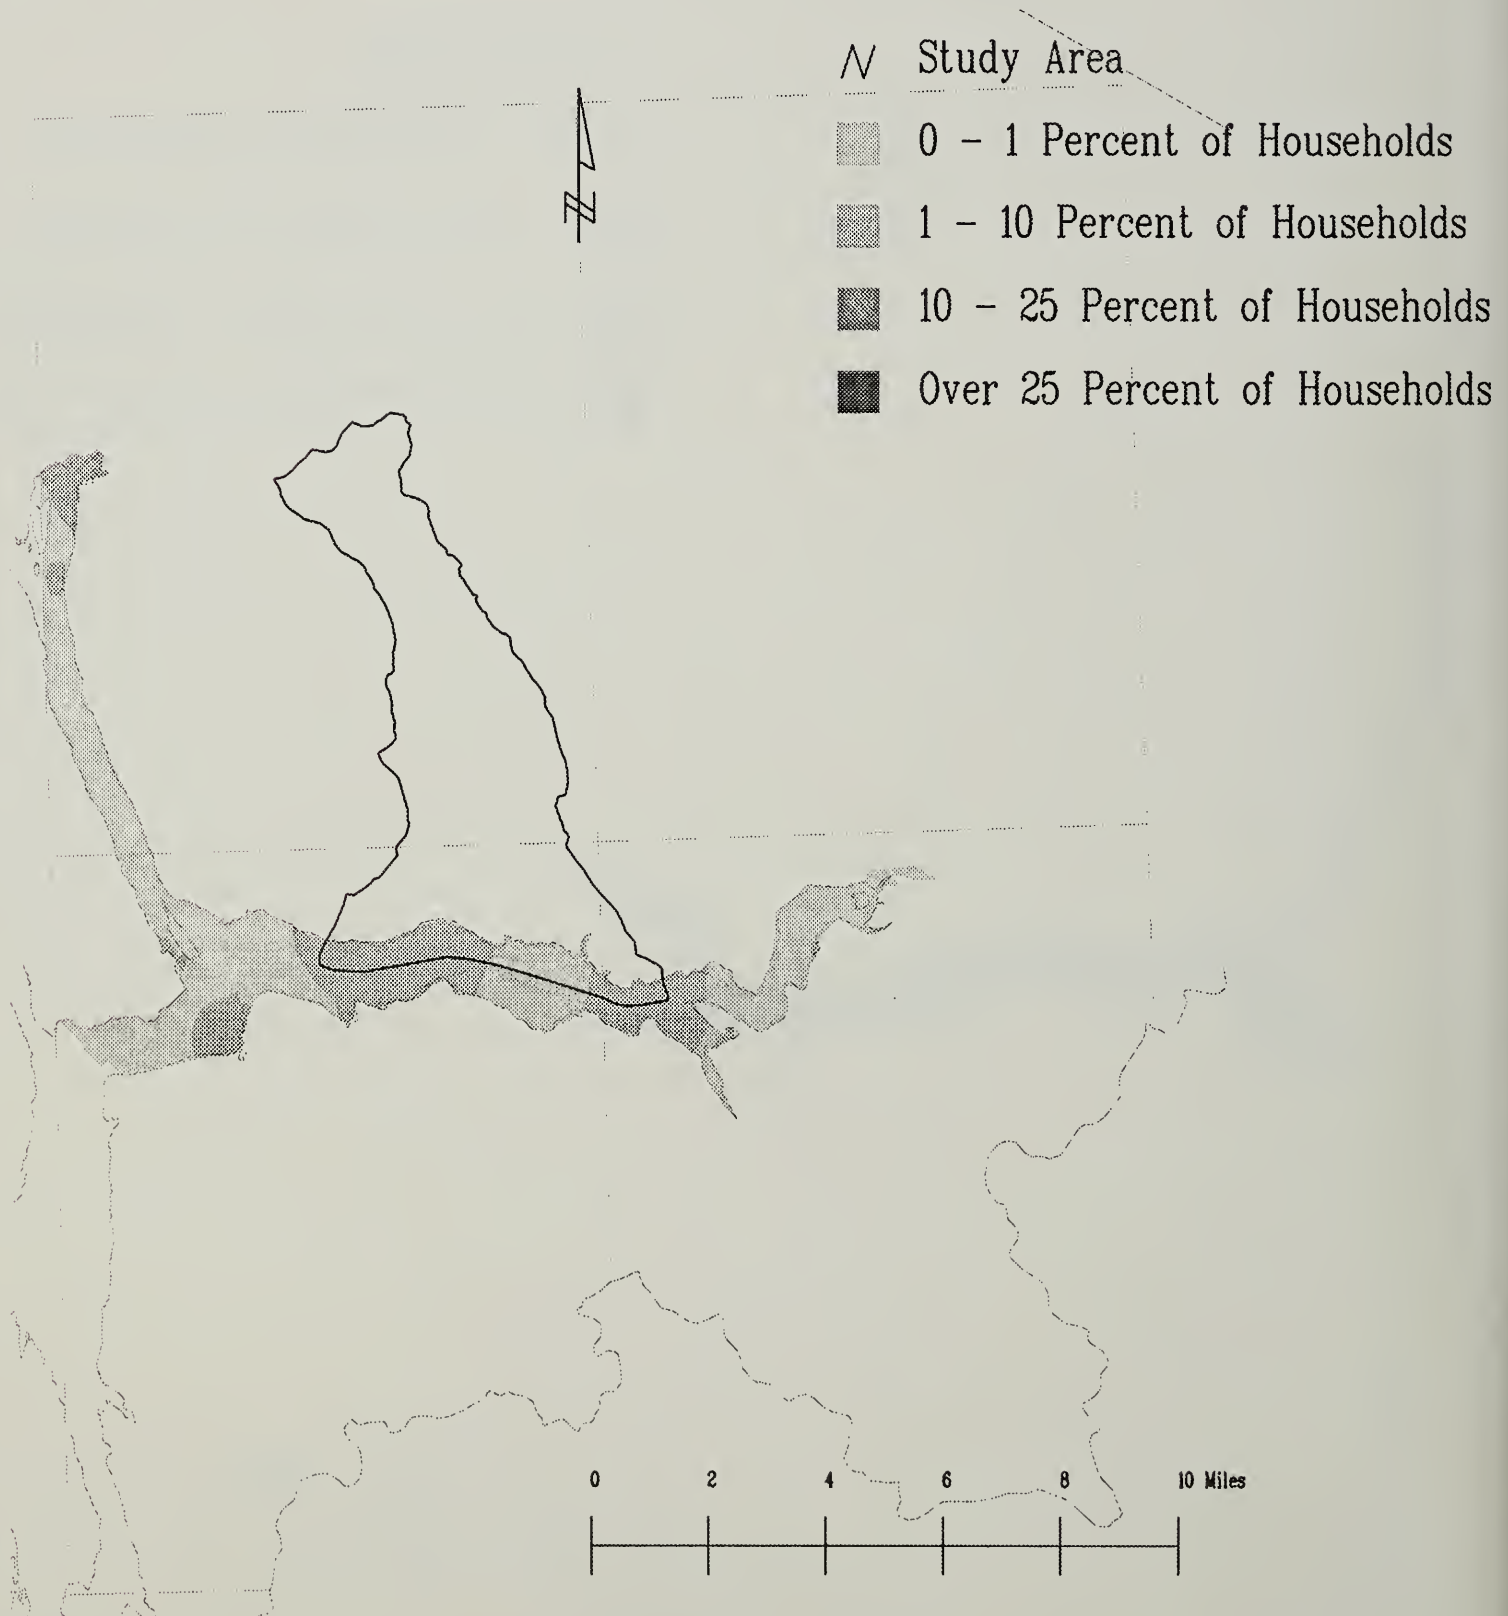 Study Area
0 - 1 Percent of Households
1 - 10 Percent of Households
10 - 25 Percent of Households
Over 25 Percent of Households
0 2 4 6 8 10 Miles